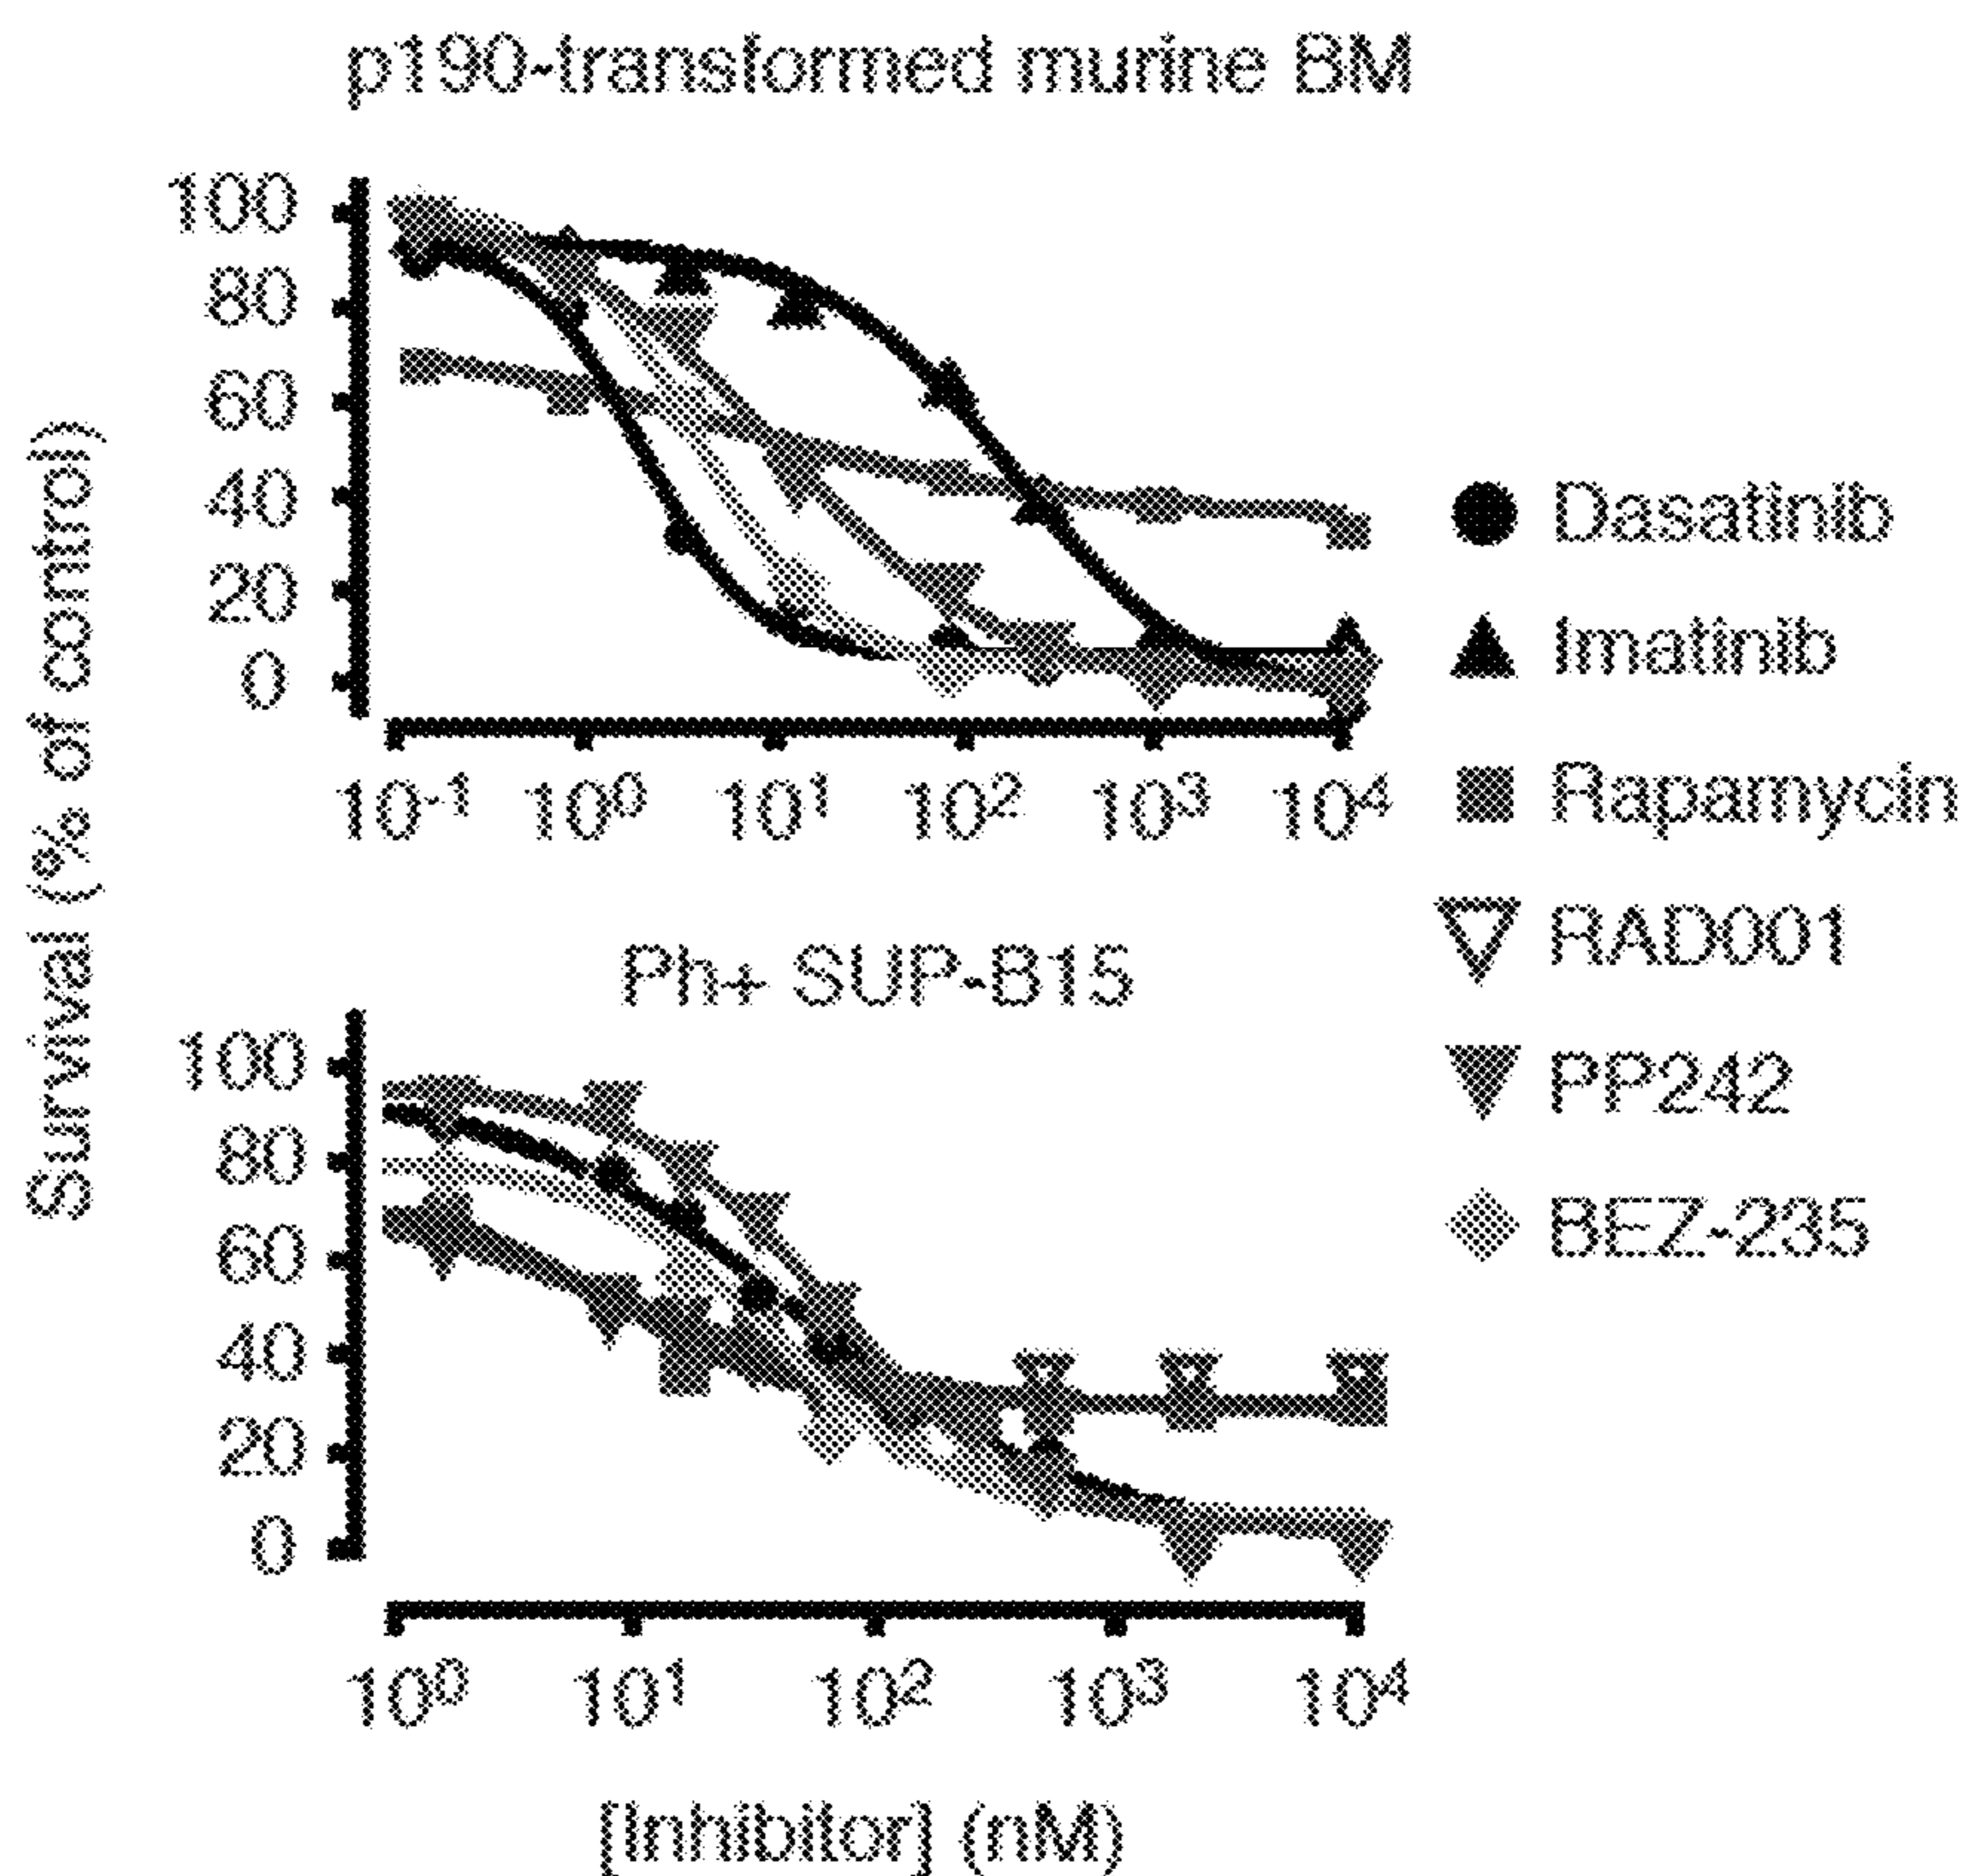 p190-transformed murine BM
Survival (% of control)
100
80
60
40
20
0
10-1 100 101 102 103 104
Dasatinib
Imatinib
Rapamycin
RAD001
PP242
BEZ-235
Ph+ SUP-B15
100
80
60
40
20
0
100 101 102 103 104
[Inhibitor] (nM)